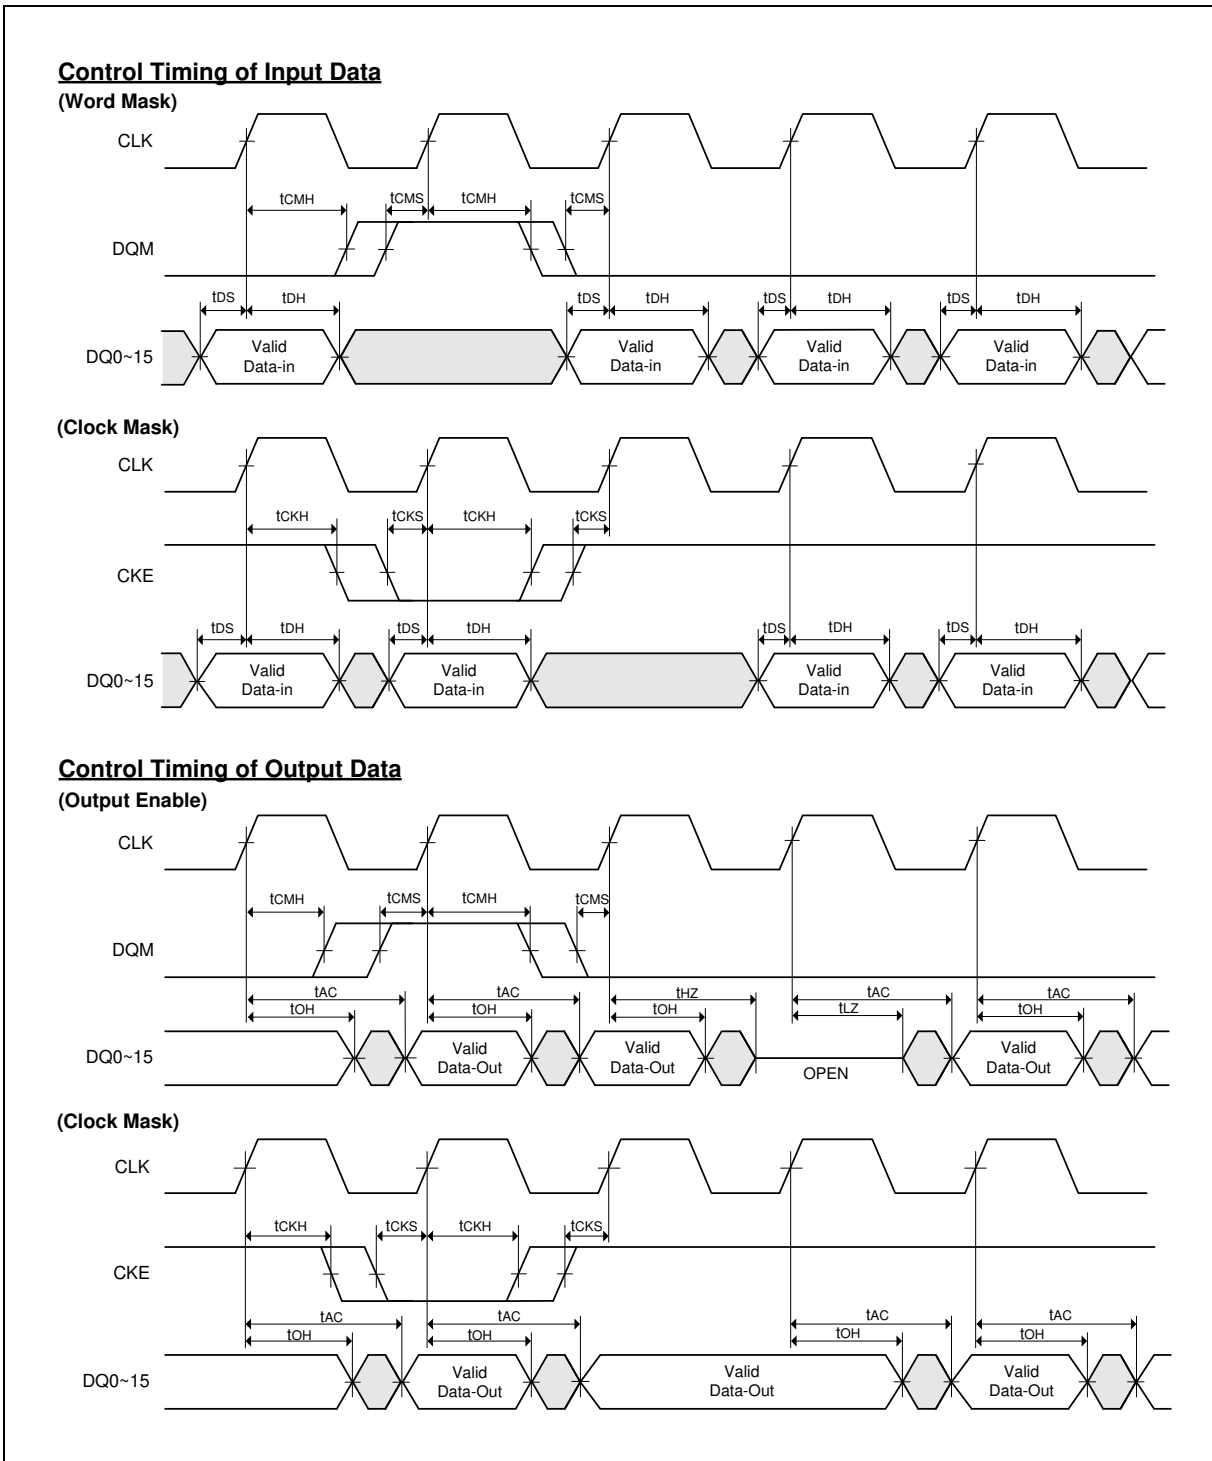 Control Timing of Input Data
(Word Mask)
CLK
tCMH tCMS tCMH tCMS
DQM
tDS tDH tDS tDH tDS tDH tDS tDH
DQ0~15
Valid Data-in
Valid Data-in
Valid Data-in
Valid Data-in
(Clock Mask)
CLK
tCKH tCKS tCKH tCKS
CKE
tDS tDH tDS tDH tDS tDH tDS tDH
DQ0~15
Valid Data-in
Valid Data-in
Valid Data-in
Valid Data-in
Control Timing of Output Data
(Output Enable)
CLK
tCMH tCMS tCMH tCMS
DQM
tAC tAC tHZ tAC tAC
tOH tOH tOH tLZ tOH
DQ0~15
Valid Data-Out
Valid Data-Out
OPEN
Valid Data-Out
(Clock Mask)
CLK
tCKH tCKS tCKH tCKS
CKE
tAC tAC tAC tAC
tOH tOH tOH tOH
DQ0~15
Valid Data-Out
Valid Data-Out
Valid Data-Out